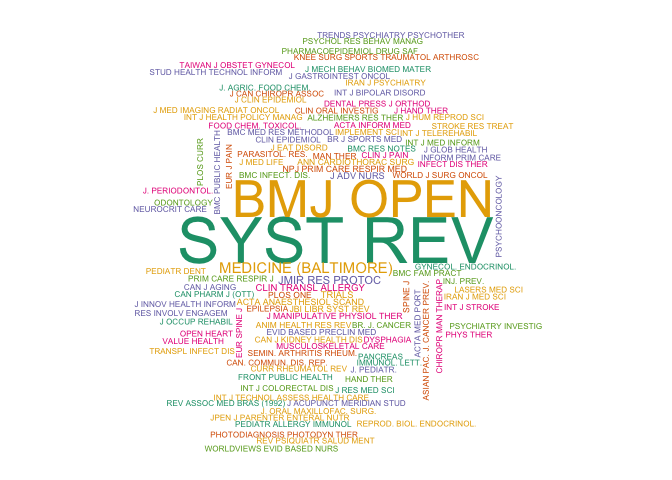 TRENDS PSYCHIATRY PSYCHOTHER
PSYCHOL RES BEHAV MANAG
PHARMACOEPIDEMIOL DRUG SAF
KNEE SURG SPORTS TRAUMATOL ARTHROSC
TAIWAN J OBSTET GYNECOL
J MECH BEHAV BIOMED MATER
STUD HEALTH TECHNOL INFORM
J GASTROINTEST ONCOL
IRAN J PSYCHIATRY
J. AGRIC. FOOD CHEM.
J CAN CHIROPR ASSOC
INT J BIPOLAR DISORD
J CLIN EPIDEMIOL
DENTAL PRESS J ORTHOD
J MED IMAGING RADIAT ONCOL
CLIN ORAL INVESTIG
J HAND THER
INT J HEALTH POLICY MANAG
ALZHEIMERS RES THER
J HUM REPROD SCI
FOOD CHEM. TOXICOL.
ACTA INFORM MED
STROKE RES TREAT
BMC MED RES METHODOL
IMPLEMENT SCI
INT J TELEREHABIL
CLIN EPIDEMIOL
BR J SPORTS MED
INT J MED INFORM
PLOS CURR
BMC PUBLIC HEALTH
EUR J PAIN
J EAT DISORD
BMC RES NOTES
J GLOB HEALTH
PARASITOL. RES.
MAN THER
CLIN J PAIN
INFORM PRIM CARE
J MED LIFE
ANN CARDIOTHORAC SURG
INFECT DIS THER
NPJ PRIM CARE RESPIR MED
BMC INFECT. DIS.
J ADV NURS
WORLD J SURG ONCOL
J. PERIODONTOL.
BMJ OPEN
PSYCHOONCOLOGY
ODONTOLOGY
NEUROCRIT CARE
SYST REV
MEDICINE (BALTIMORE)
GYNECOL. ENDOCRINOL.
PEDIATR DENT
BMC FAM PRACT
PRIM CARE RESPIR J
JMIR RES PROTOC
INJ. PREV.
CAN J AGING
CLIN TRANSL ALLERGY
SPINE J
ACTA MED PORT
ASIAN PAC. J. CANCER PREV.
CHIROPR MAN THERAP
LASERS MED SCI
CAN PHARM J (OTT)
PLOS ONE
TRIALS
IRAN J MED SCI
J INNOV HEALTH INFORM
ACTA ANAESTHESIOL SCAND
EPILEPSIA
JBI LIBR SYST REV
INT J STROKE
RES INVOLV ENGAGEM
EUR SPINE J
J MANIPULATIVE PHYSIOL THER
J OCCUP REHABIL
ANIM HEALTH RES REV
BR. J. CANCER
PSYCHIATRY INVESTIG
OPEN HEART
EVID BASED PRECLIN MED
PHYS THER
VALUE HEALTH
CAN J KIDNEY HEALTH DIS
DYSPHAGIA
MUSCULOSKELETAL CARE
TRANSPL INFECT DIS
SEMIN. ARTHRITIS RHEUM.
PANCREAS
CAN. COMMUN. DIS. REP.
IMMUNOL. LETT.
CURR RHEUMATOL REV
J. PEDIATR.
FRONT PUBLIC HEALTH
HAND THER
INT J COLORECTAL DIS
J RES MED SCI
INT J TECHNOL ASSESS HEALTH CARE
REV ASSOC MED BRAS (1992)
J ACUPUNCT MERIDIAN STUD
J. ORAL MAXILLOFAC. SURG.
JPEN J PARENTER ENTERAL NUTR
PEDIATR ALLERGY IMMUNOL
REPROD. BIOL. ENDOCRINOL.
PHOTODIAGNOSIS PHOTODYN THER
REV PSIQUIATR SALUD MENT
WORLDVIEWS EVID BASED NURS